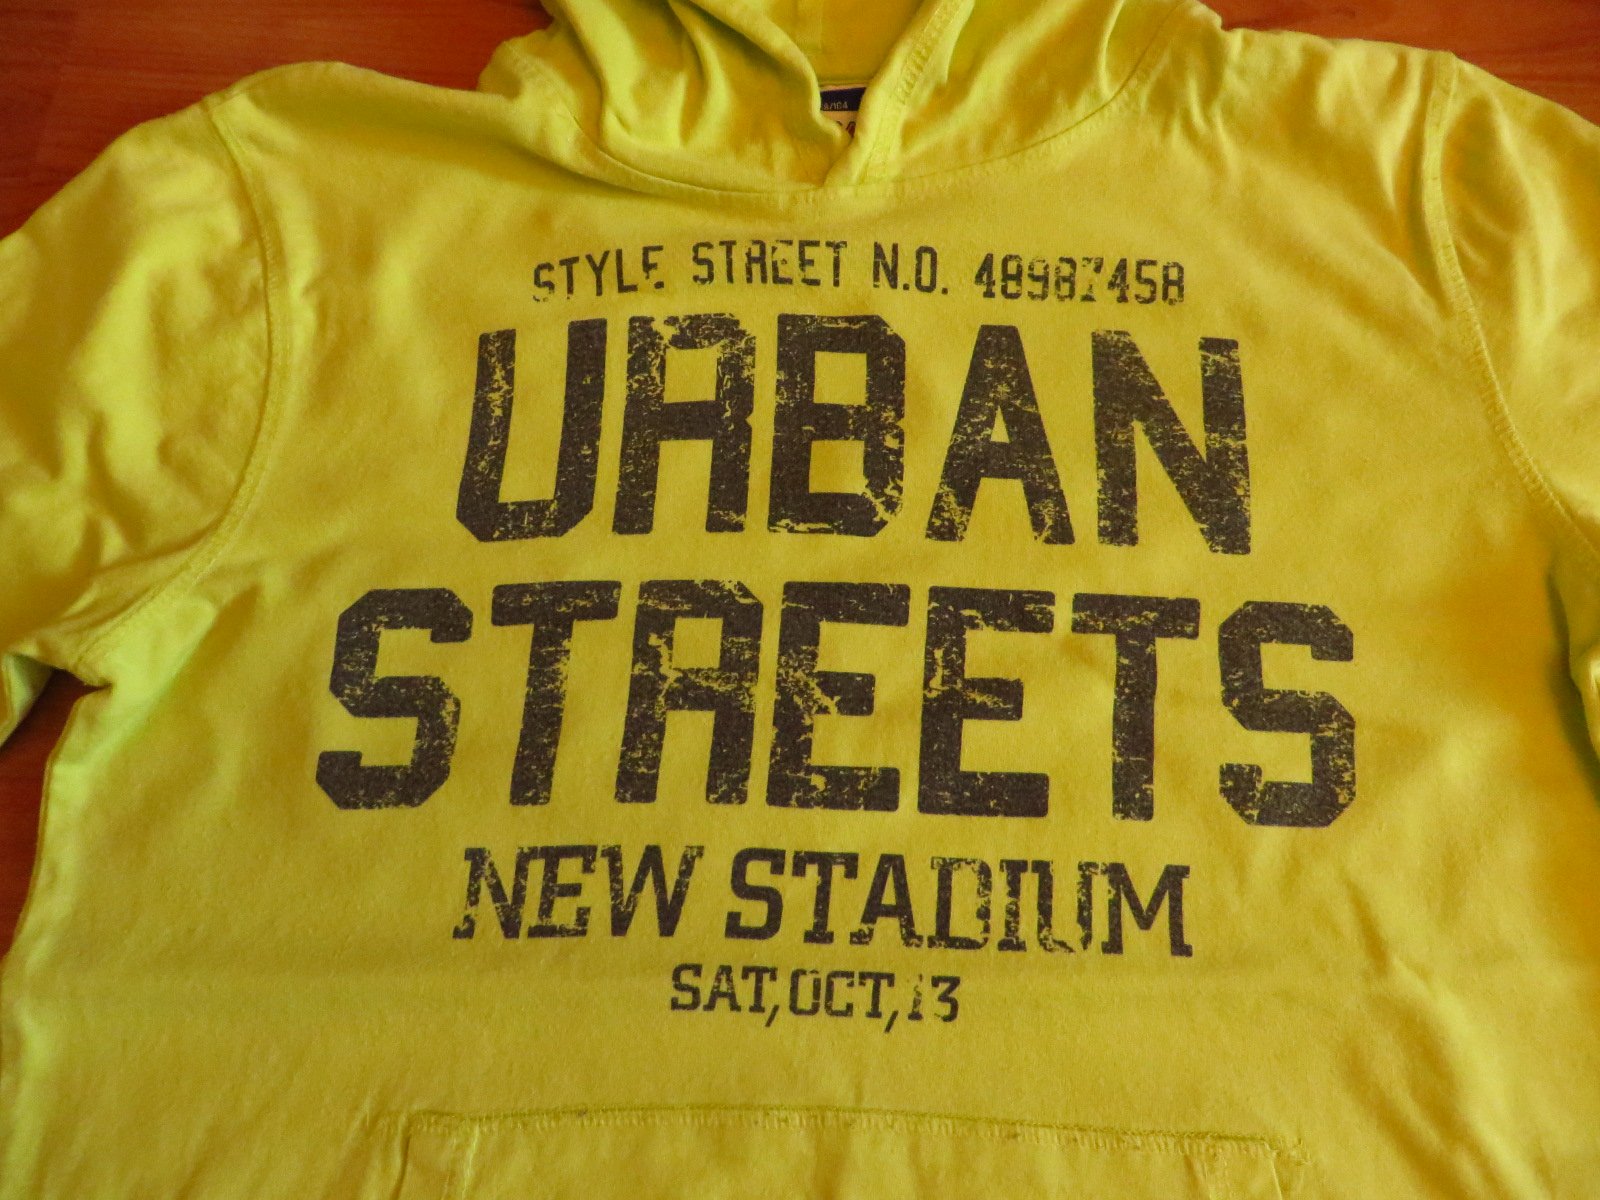 STYLE STREET N.O. 48987458
URBAN
STREETS
NEW STADIUM
SAT,OCT,13